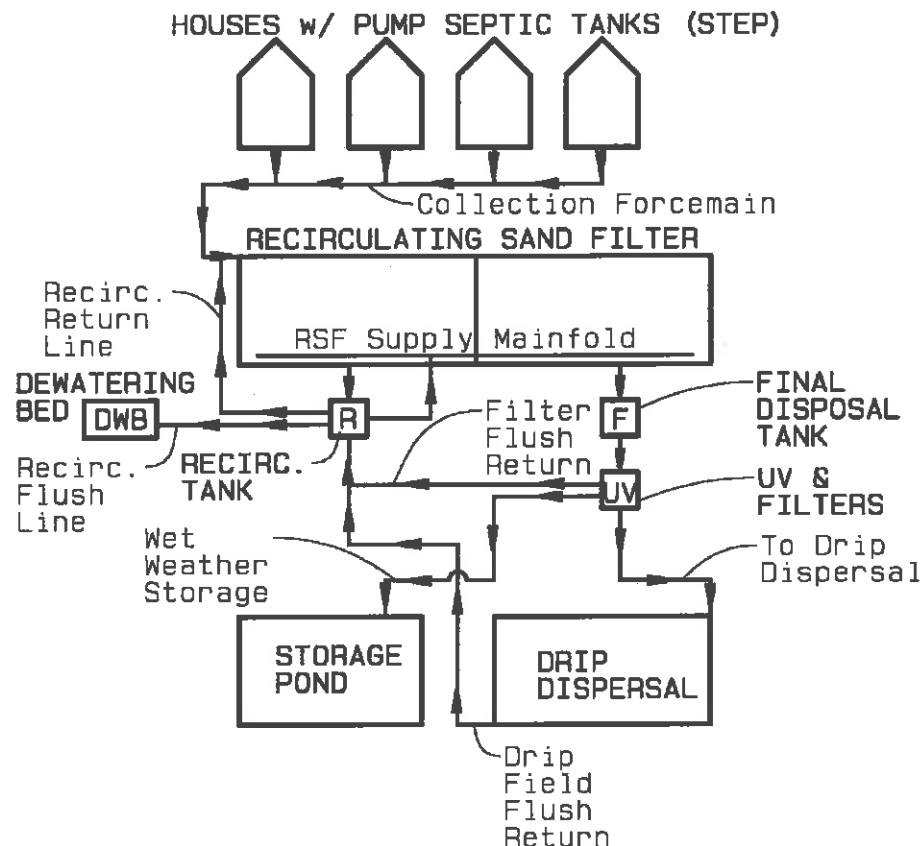 HOUSES w/ PUMP SEPTIC TANKS (STEP)
Collection Forcemain
RECIRCULATING SAND FILTER
Recirc.
Return
Line
RSF Supply Mainfold
DEWATERING
BED
DWB
R
RECIRC.
TANK
Filter
Flush
Return
F
FINAL
DISPOSAL
TANK
Recirc.
Flush
Line
UV
UV &
FILTERS
Wet
Weather
Storage
To Drip
Dispersal
STORAGE
POND
DRIP
DISPERSAL
Drip
Field
Flush
Return